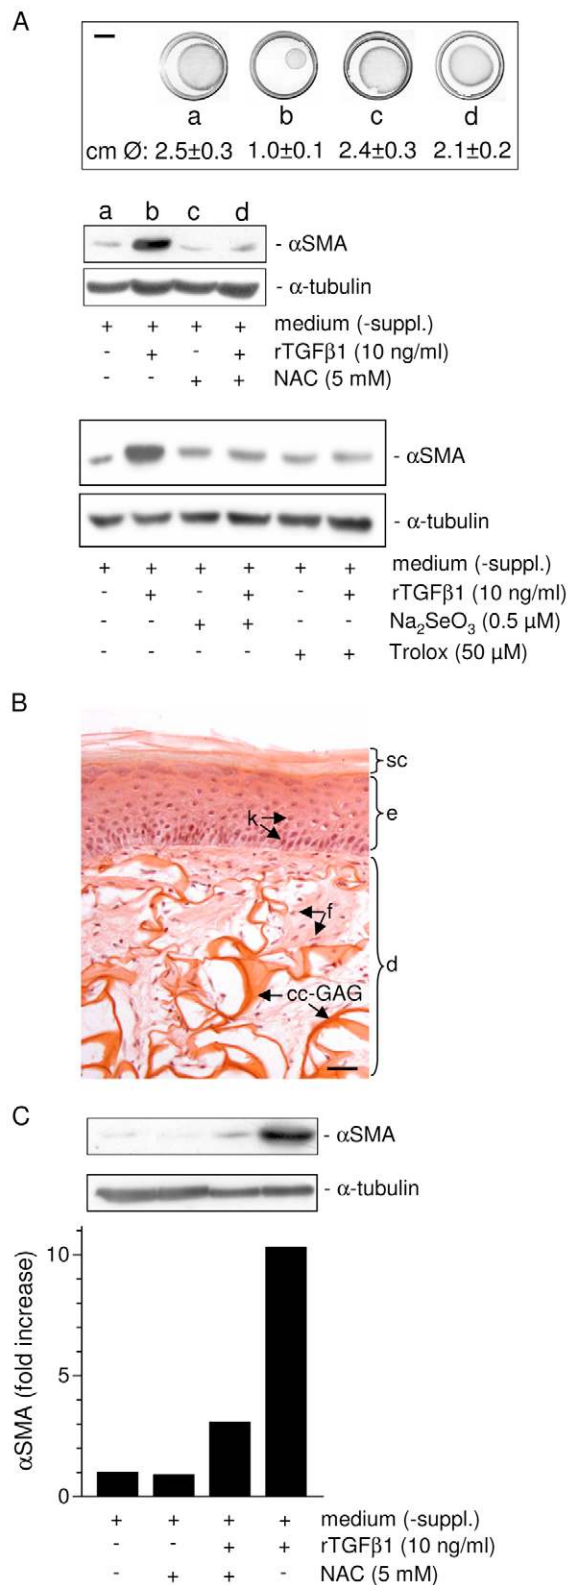 A
a b c d
cm Ø: 2.5±0.3 1.0±0.1 2.4±0.3 2.1±0.2
a b c d
- αSMA
- α-tubulin
+ + + + medium (-suppl.)
- + - + rTGFβ1 (10 ng/ml)
- - + + NAC (5 mM)
- αSMA
- α-tubulin
+ + + + + + medium (-suppl.)
- + - + - + rTGFβ1 (10 ng/ml)
- - + + Na₂SeO₃ (0.5 µM)
- - - - + + Trolox (50 µM)
B
sc
e
k
f
d
cc-GAG
C
- αSMA
- α-tubulin
αSMA (fold increase)
10
5
0
+ + + + medium (-suppl.)
- - + + rTGFβ1 (10 ng/ml)
- + + - NAC (5 mM)